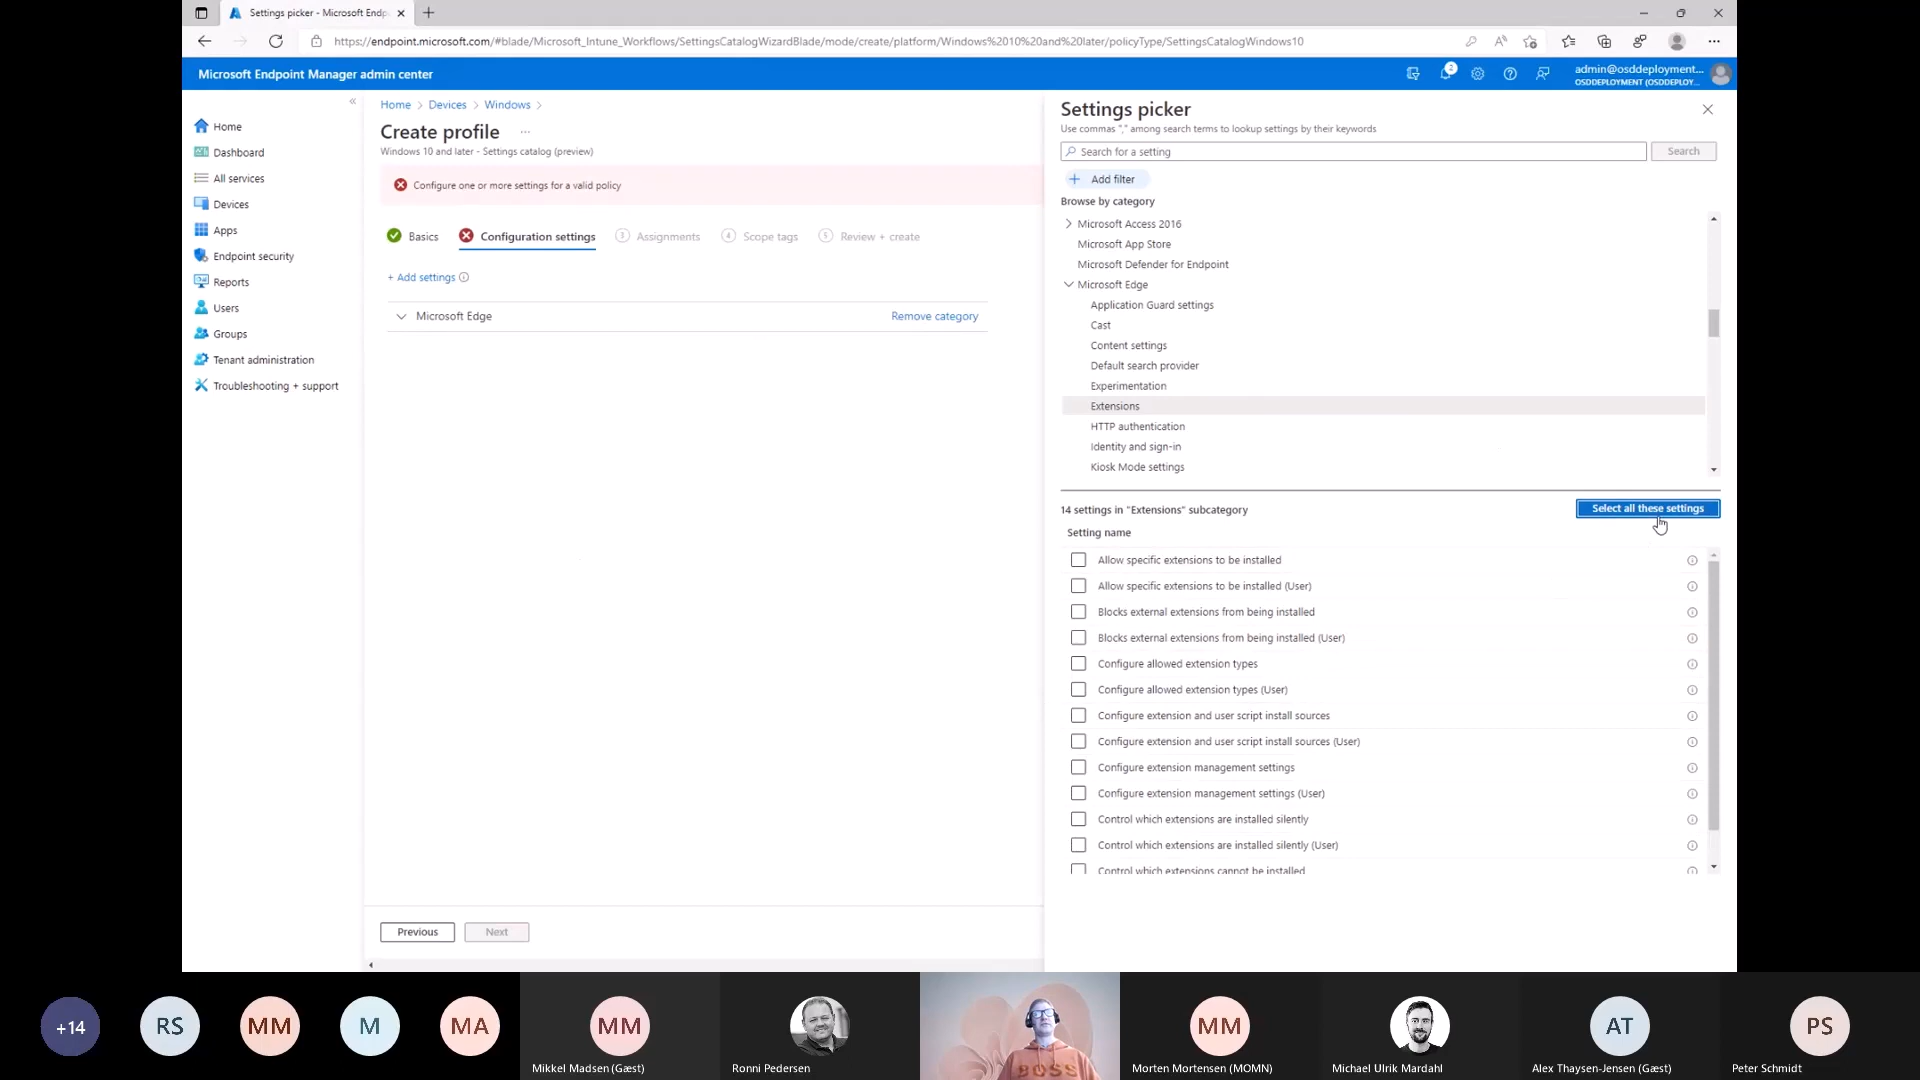 Settings picker - Microsoft Endp
https://endpoint.microsoft.com/#blade/Microsoft_Intune_Workflows/SettingsCatalogWizardBlade/mode/create/platform/Windows%2010%20and%20later/policyType/SettingsCatalogWindows10
Microsoft Endpoint Manager admin center
2
admin@osddeployment...
OSDDEPLOYMENT (OSDDEPLOY...
Home
Dashboard
All services
Devices
Apps
Endpoint security
Reports
Users
Groups
Tenant administration
Troubleshooting + support
Home > Devices > Windows >
Create profile ...
Windows 10 and later - Settings catalog (preview)
Configure one or more settings for a valid policy
Basics
Configuration settings
3 Assignments
4 Scope tags
5 Review + create
+ Add settings
Microsoft Edge
Remove category
Previous
Next
Settings picker
Use commas "," among search terms to lookup settings by their keywords
Search for a setting
Search
+ Add filter
Browse by category
Microsoft Access 2016
Microsoft App Store
Microsoft Defender for Endpoint
Microsoft Edge
Application Guard settings
Cast
Content settings
Default search provider
Experimentation
Extensions
HTTP authentication
Identity and sign-in
Kiosk Mode settings
14 settings in "Extensions" subcategory
Select all these settings
Setting name
Allow specific extensions to be installed
Allow specific extensions to be installed (User)
Blocks external extensions from being installed
Blocks external extensions from being installed (User)
Configure allowed extension types
Configure allowed extension types (User)
Configure extension and user script install sources
Configure extension and user script install sources (User)
Configure extension management settings
Configure extension management settings (User)
Control which extensions are installed silently
Control which extensions are installed silently (User)
Control which extensions cannot be installed
+14
RS
MM
M
MA
MM
Mikkel Madsen (Gæst)
Ronni Pedersen
BOSS
MM
Morten Mortensen (MOMN)
Michael Ulrik Mardahl
AT
Alex Thaysen-Jensen (Gæst)
PS
Peter Schmidt